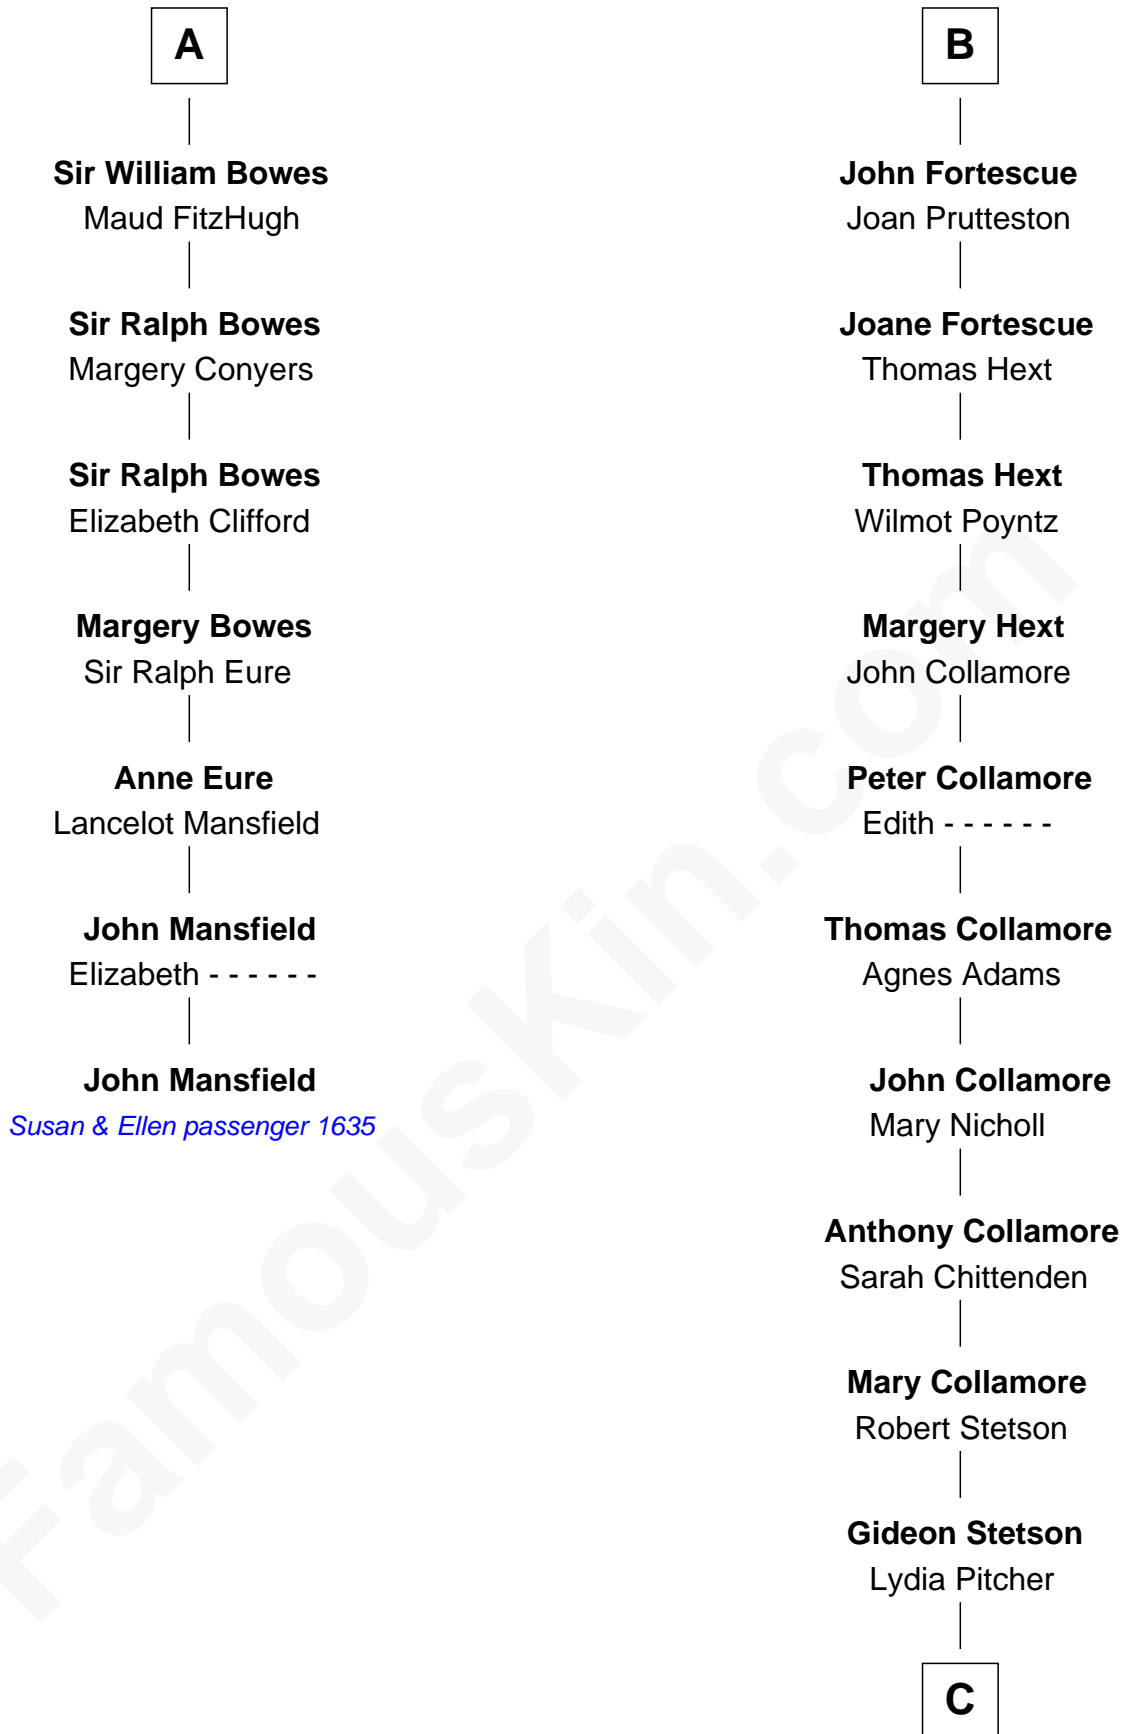 A
Sir William Bowes
Maud FitzHugh
Sir Ralph Bowes
Margery Conyers
Sir Ralph Bowes
Elizabeth Clifford
Margery Bowes
Sir Ralph Eure
Anne Eure
Lancelot Mansfield
John Mansfield
Elizabeth - - - - - -
John Mansfield
Susan & Ellen passenger 1635
B
John Fortescue
Joan Prutteston
Joane Fortescue
Thomas Hext
Thomas Hext
Wilmot Poyntz
Margery Hext
John Collamore
Peter Collamore
Edith - - - - - -
Thomas Collamore
Agnes Adams
John Collamore
Mary Nicholl
Anthony Collamore
Sarah Chittenden
Mary Collamore
Robert Stetson
Gideon Stetson
Lydia Pitcher
C
FamousKin.com